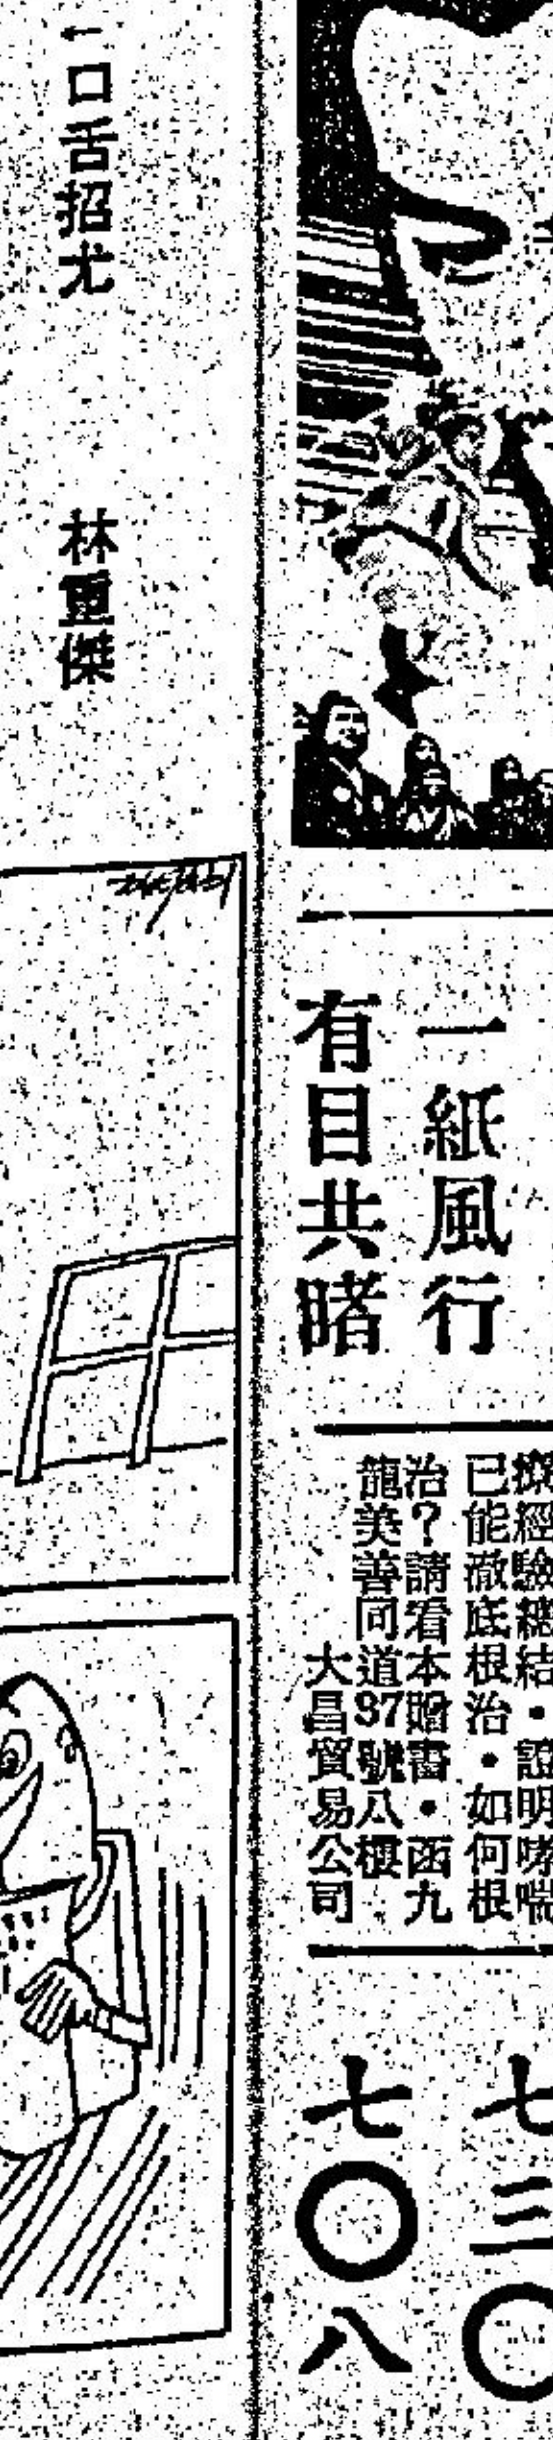 一紙風行
有目共睹
療經驗總結·證明哮喘
已能澈底根治·如何根
治?請看本贈書·函九
龍美善同道37號八樓
大昌貿易公司
七三〇
七〇八
口舌招尤
林重傑